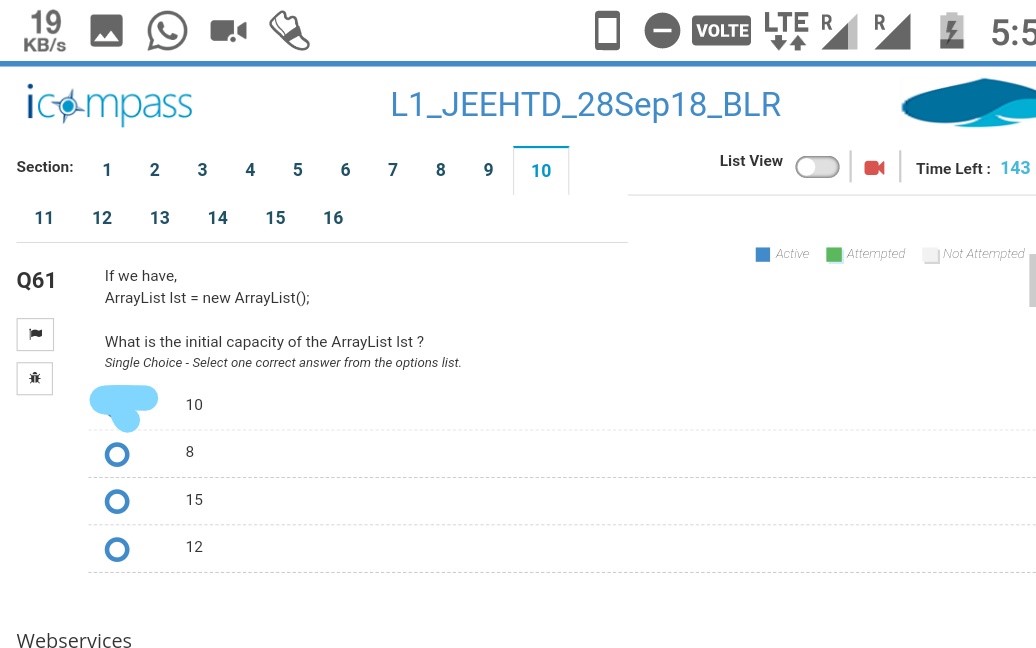 19
KB/s
VOLTE
LTE
R
R
5:5
icompass
L1_JEEHTD_28Sep18_BLR
Section:
1 2 3 4 5 6 7 8 9 10
List View
Time Left : 143
11 12 13 14 15 16
Active Attempted Not Attempted
Q61
If we have,
ArrayList lst = new ArrayList();
What is the initial capacity of the ArrayList lst ?
Single Choice - Select one correct answer from the options list.
10
8
15
12
Webservices